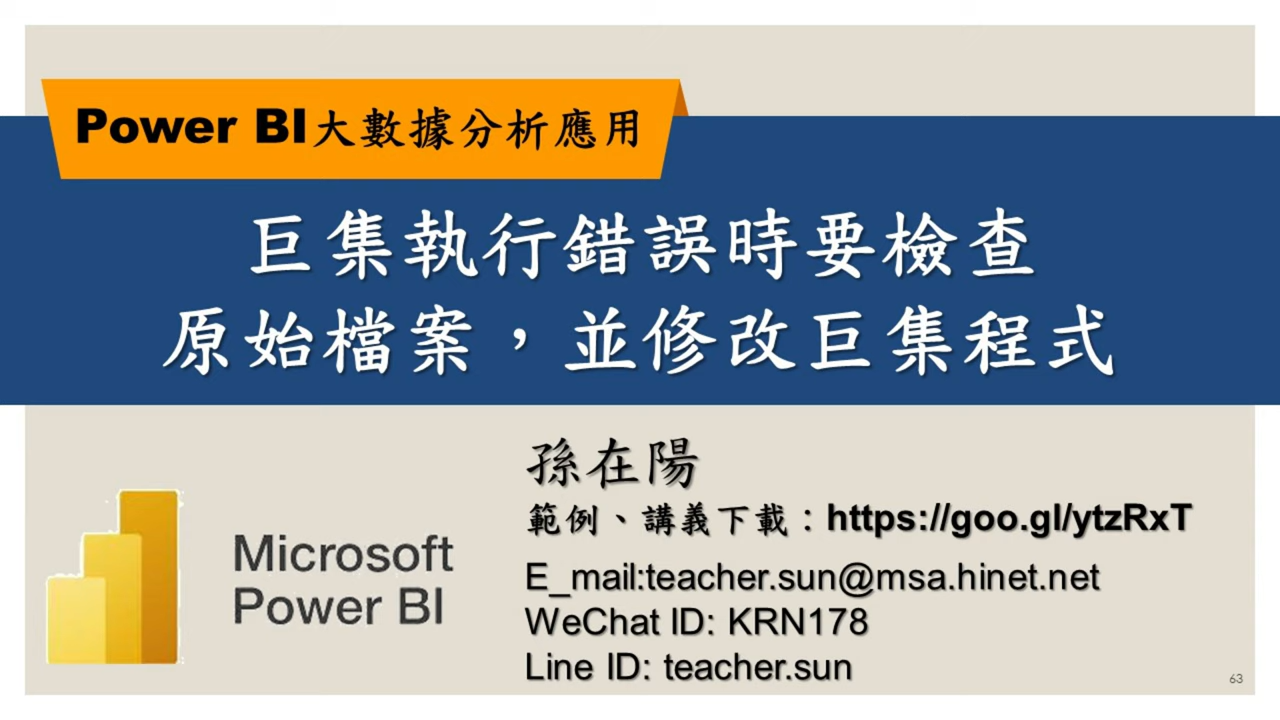 Power BI大數據分析應用
巨集執行錯誤時要檢查
原始檔案，並修改巨集程式
孫在陽
範例、講義下載：https://goo.gl/ytzRxT
Microsoft
Power BI
E_mail:teacher.sun@msa.hinet.net
WeChat ID: KRN178
Line ID: teacher.sun
63